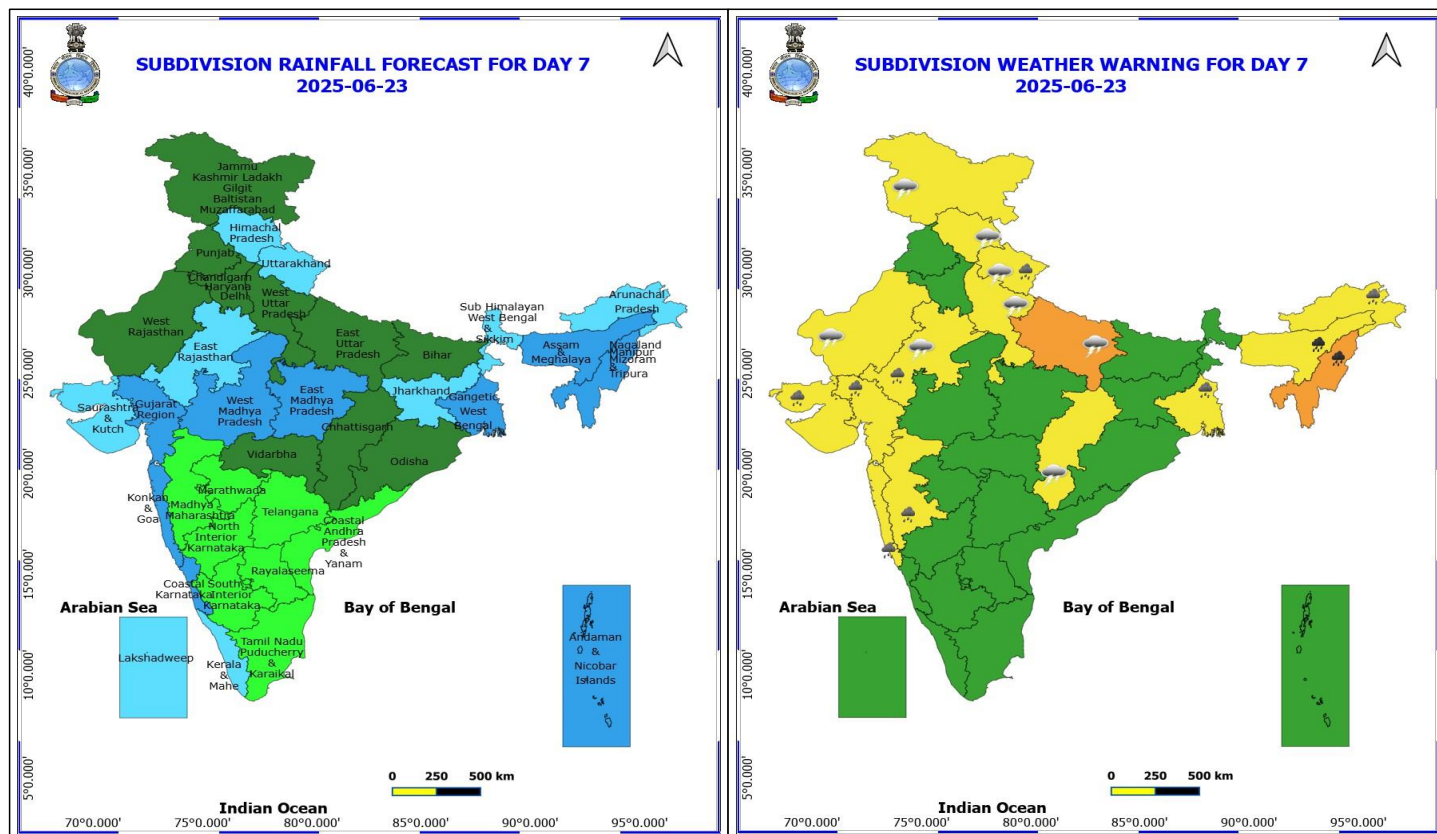 SUBDIVISION RAINFALL FORECAST FOR DAY 7
2025-06-23
40°0.000'
35°0.000'
30°0.000'
25°0.000'
20°0.000'
15°0.000'
10°0.000'
5°0.000'
Jammu
Kashmir Ladakh
Gilgit
Baltistan
Muzaffarabad
Himachal
Pradesh
Punjab
Uttarakhand
Chandigarh
Haryana
Delhi
West
Uttar
Pradesh
West
Rajasthan
East
Rajasthan
East
Uttar
Pradesh
Bihar
Sub Himalayan
West Bengal
&
Sikkim
Arunachal
Pradesh
Assam
&
Meghalaya
Nagaland
Manipur
Mizoram
&
Tripura
Saurashtra
&
Kutch
Gujarat
Region
West
Madhya
Pradesh
East
Madhya
Pradesh
Jharkhand
Gangetic
West
Bengal
Chhattisgarh
Vidarbha
Odisha
Konkan
&
Goa
Madhya
Maharashtra
Marathwada
North
Interior
Karnataka
Telangana
Coastal
Andhra
Pradesh
&
Yanam
Rayalaseema
Coastal
Karnataka
South
Interior
Karnataka
Arabian Sea
Bay of Bengal
Lakshadweep
Kerala
&
Mahe
Tamil Nadu
Puducherry
&
Karaikal
Andaman
&
Nicobar
Islands
0 250 500 km
Indian Ocean
70°0.000' 75°0.000' 80°0.000' 85°0.000' 90°0.000' 95°0.000'
SUBDIVISION WEATHER WARNING FOR DAY 7
2025-06-23
40°0.000'
35°0.000'
30°0.000'
25°0.000'
20°0.000'
15°0.000'
10°0.000'
5°0.000'
Arabian Sea
Bay of Bengal
0 250 500 km
Indian Ocean
70°0.000' 75°0.000' 80°0.000' 85°0.000' 90°0.000' 95°0.000'